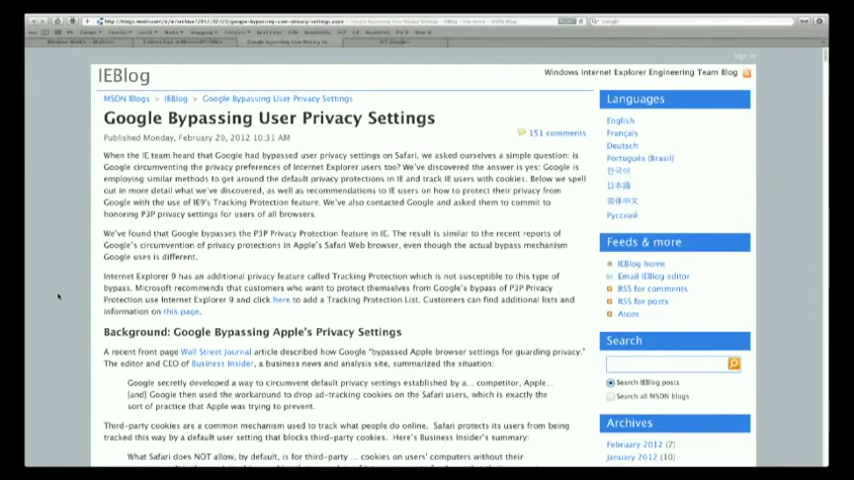 Google Bypassing User Privacy Settings
Sign in
IEBlog
Windows Internet Explorer Engineering Team Blog
MSDN Blogs > IEBlog > Google Bypassing User Privacy Settings
Google Bypassing User Privacy Settings
Published Monday, February 20, 2012 10:31 AM
151 comments
When the IE team heard that Google had bypassed user privacy settings on Safari, we asked ourselves a simple question: is
Google circumventing the privacy preferences of Internet Explorer users too? We've discovered the answer is yes: Google is
employing similar methods to get around the default privacy protections in IE and track IE users with cookies. Below we spell
out in more detail what we've discovered, as well as recommendations to IE users on how to protect their privacy from
Google with the use of IE9's Tracking Protection feature. We've also contacted Google and asked them to commit to
honoring P3P privacy settings for users of all browsers.
We've found that Google bypasses the P3P Privacy Protection feature in IE. The result is similar to the recent reports of
Google's circumvention of privacy protections in Apple's Safari Web browser, even though the actual bypass mechanism
Google uses is different.
Internet Explorer 9 has an additional privacy feature called Tracking Protection which is not susceptible to this type of
bypass. Microsoft recommends that customers who want to protect themselves from Google's bypass of P3P Privacy
Protection use Internet Explorer 9 and click here to add a Tracking Protection List. Customers can find additional lists and
information on this page.
Background: Google Bypassing Apple's Privacy Settings
A recent front page Wall Street Journal article described how Google "bypassed Apple browser settings for guarding privacy."
The editor and CEO of Business Insider, a business news and analysis site, summarized the situation:
Google secretly developed a way to circumvent default privacy settings established by a... competitor, Apple...
[and] Google then used the workaround to drop ad-tracking cookies on the Safari users, which is exactly the
sort of practice that Apple was trying to prevent.
Third-party cookies are a common mechanism used to track what people do online. Safari protects its users from being
tracked this way by a default user setting that blocks third-party cookies. Here's Business Insider's summary:
What Safari does NOT allow, by default, is for third-party ... cookies on users' computers without their
Languages
English
Français
Deutsch
Português (Brasil)
한국어
日本語
简体中文
Русский
Feeds & more
IEBlog home
Email IEBlog editor
RSS for comments
RSS for posts
Atom
Search
Search IEBlog posts
Search all MSDN blogs
Archives
February 2012 (7)
January 2012 (10)